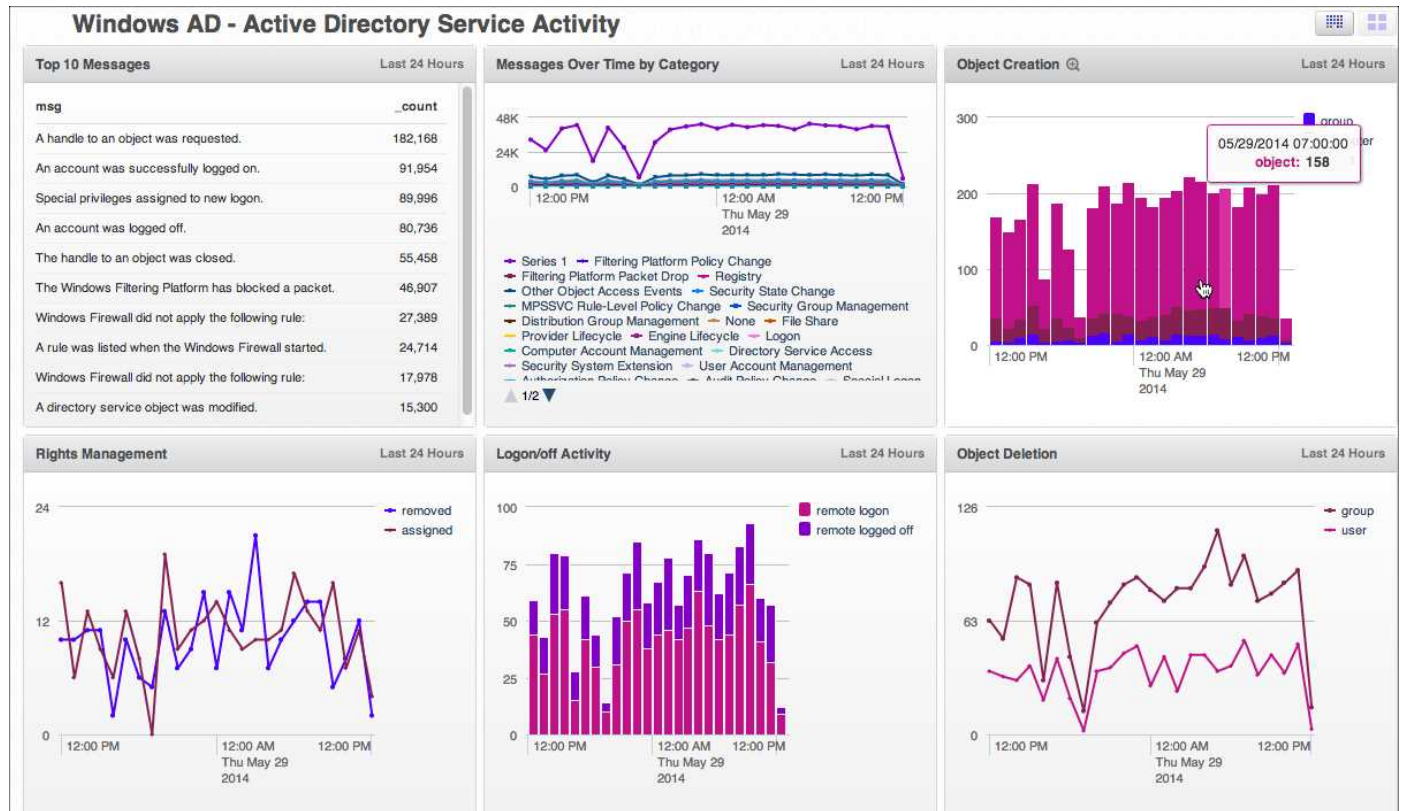 Windows AD - Active Directory Service Activity
Top 10 Messages Last 24 Hours
msg _count
A handle to an object was requested. 182,168
An account was successfully logged on. 91,954
Special privileges assigned to new logon. 89,996
An account was logged off. 80,736
The handle to an object was closed. 55,458
The Windows Filtering Platform has blocked a packet. 46,907
Windows Firewall did not apply the following rule: 27,389
A rule was listed when the Windows Firewall started. 24,714
Windows Firewall did not apply the following rule: 17,978
A directory service object was modified. 15,300
Messages Over Time by Category Last 24 Hours
48K
24K
0
12:00 PM 12:00 AM 12:00 PM
Thu May 29
2014
Series 1 Filtering Platform Policy Change
Filtering Platform Packet Drop Registry
Other Object Access Events Security State Change
MPSSVC Rule-Level Policy Change Security Group Management
Distribution Group Management None File Share
Provider Lifecycle Engine Lifecycle Logon
Computer Account Management Directory Service Access
Security System Extension User Account Management
Authorization Policy Change Audit Policy Change Special Logon
1/2
Object Creation Last 24 Hours
300
group
05/29/2014 07:00:00
object: 158
200
100
0
12:00 PM 12:00 AM 12:00 PM
Thu May 29
2014
Rights Management Last 24 Hours
24
removed
assigned
12
0
12:00 PM 12:00 AM 12:00 PM
Thu May 29
2014
Logon/off Activity Last 24 Hours
100
remote logon
remote logged off
75
50
25
0
12:00 PM 12:00 AM 12:00 PM
Thu May 29
2014
Object Deletion Last 24 Hours
126
group
user
63
0
12:00 PM 12:00 AM 12:00 PM
Thu May 29
2014